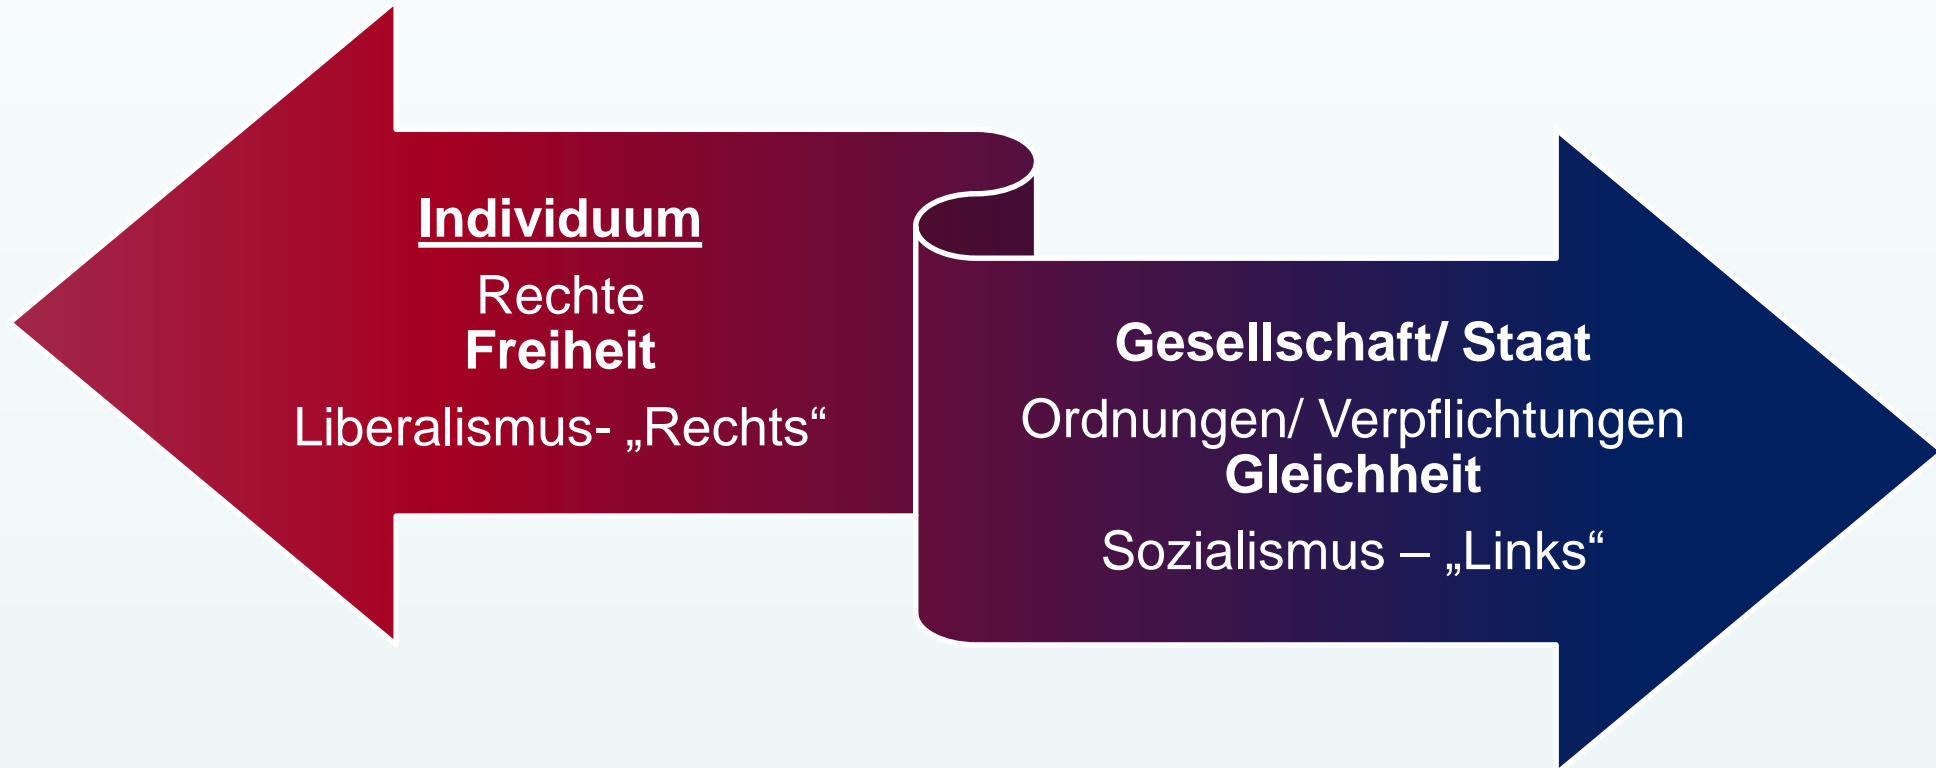 Individuum
Rechte
Freiheit
Liberalismus- „Rechts“
Gesellschaft/ Staat
Ordnungen/ Verpflichtungen
Gleichheit
Sozialismus – „Links“